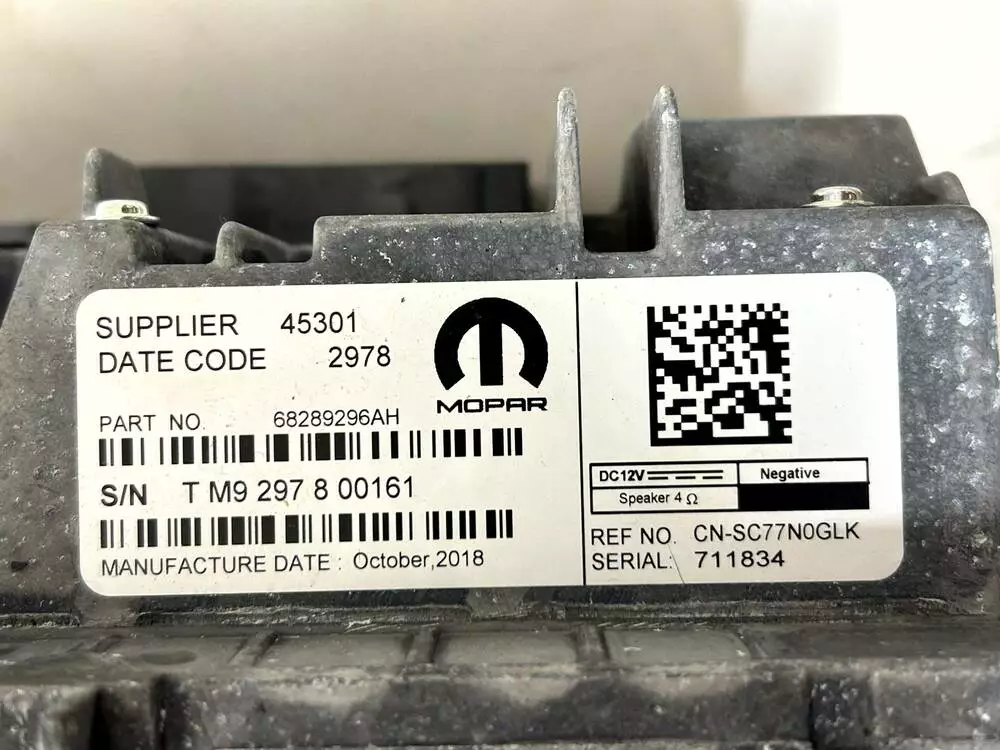 SUPPLIER 45301
DATE CODE 2978
MOPAR
PART NO. 68289296AH
S/N T M9 297 8 00161
MANUFACTURE DATE : October,2018
DC12V Negative
Speaker 4 Ω
REF NO. CN-SC77N0GLK
SERIAL: 711834